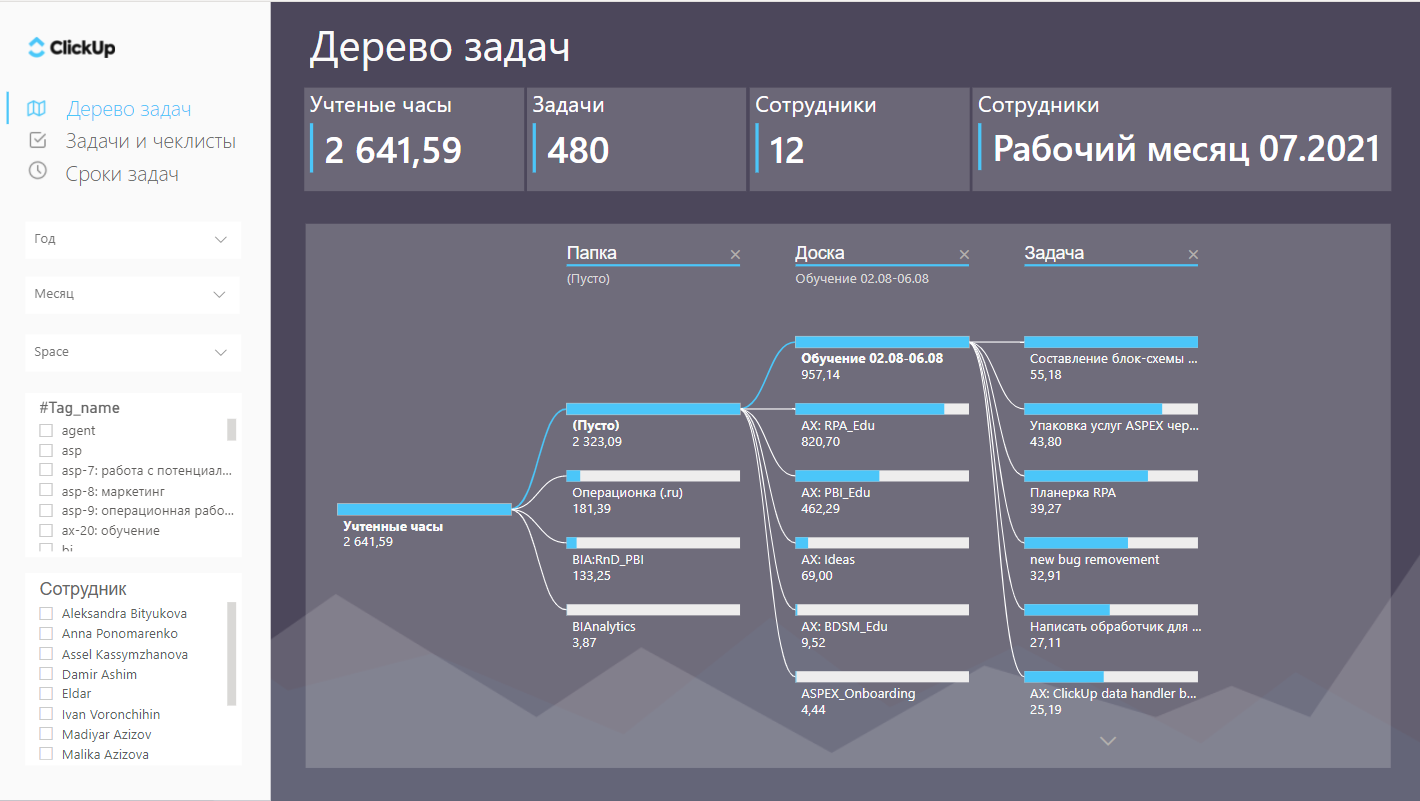 ClickUp
Дерево задач
Задачи и чеклисты
Сроки задач
Год
Месяц
Space
#Tag_name
agent
asp
asp-7: работа с потенциал...
asp-8: маркетинг
asp-9: операционная рабо...
ax-20: обучение
bi
Сотрудник
Aleksandra Bityukova
Anna Ponomarenko
Assel Kassymzhanova
Damir Ashim
Eldar
Ivan Voronchihin
Madiyar Azizov
Malika Azizova
Дерево задач
Учтеные часы
2 641,59
Задачи
480
Сотрудники
12
Сотрудники
Рабочий месяц 07.2021
Папка
(Пусто)
Доска
Обучение 02.08-06.08
Задача
Учтенные часы
2 641,59
(Пусто)
2 323,09
Операционка (.ru)
181,39
BIA:RnD_PBI
133,25
BIAnalytics
3,87
Обучение 02.08-06.08
957,14
AX: RPA_Edu
820,70
AX: PBI_Edu
462,29
AX: Ideas
69,00
AX: BDSM_Edu
9,52
ASPEX_Onboarding
4,44
Составление блок-схемы ...
55,18
Упаковка услуг ASPEX чер...
43,80
Планерка RPA
39,27
new bug removement
32,91
Написать обработчик для ...
27,11
AX: ClickUp data handler b...
25,19